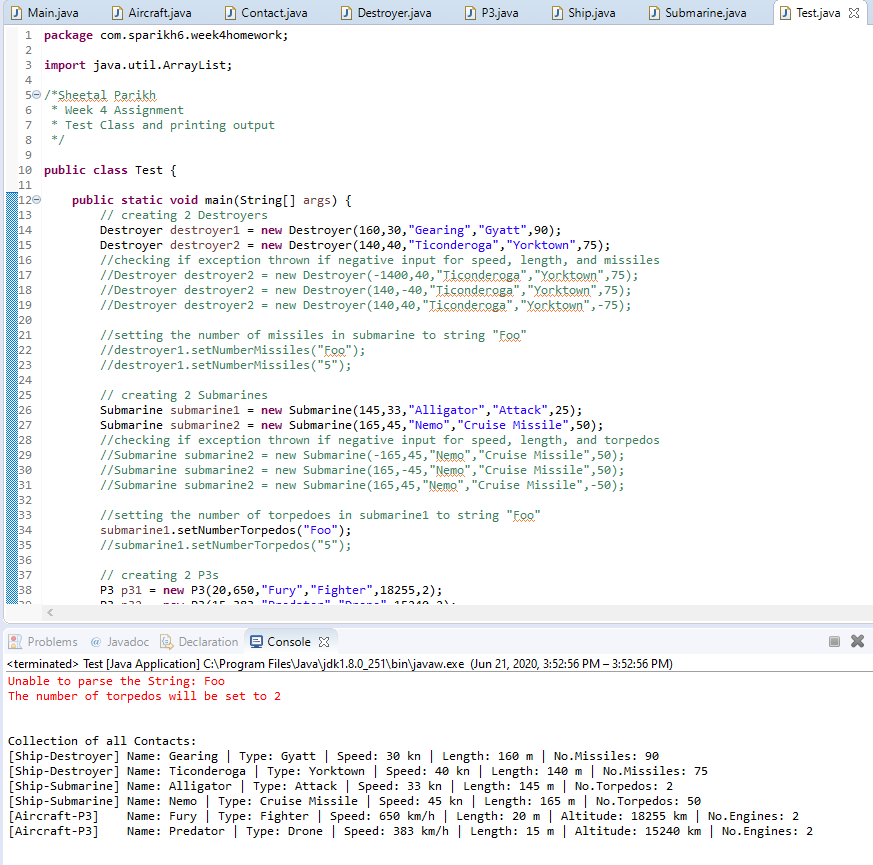 Main.java Aircraft.java Contact.java Destroyer.java P3.java Ship.java Submarine.java Test.java
1 package com.sparikh6.week4homework;
2
3 import java.util.ArrayList;
4
5 /*Sheetal Parikh
6 * Week 4 Assignment
7 * Test Class and printing output
8 */
9
10 public class Test {
11
12 public static void main(String[] args) {
13 // creating 2 Destroyers
14 Destroyer destroyer1 = new Destroyer(160,30,"Gearing","Gyatt",90);
15 Destroyer destroyer2 = new Destroyer(140,40,"Ticonderoga","Yorktown",75);
16 //checking if exception thrown if negative input for speed, length, and missiles
17 //Destroyer destroyer2 = new Destroyer(-1400,40,"Ticonderoga","Yorktown",75);
18 //Destroyer destroyer2 = new Destroyer(140,-40,"Ticonderoga","Yorktown",75);
19 //Destroyer destroyer2 = new Destroyer(140,40,"Ticonderoga","Yorktown",-75);
20
21 //setting the number of missiles in submarine to string "Foo"
22 //destroyer1.setNumberMissiles("Foo");
23 //destroyer1.setNumberMissiles("5");
24
25 // creating 2 Submarines
26 Submarine submarine1 = new Submarine(145,33,"Alligator","Attack",25);
27 Submarine submarine2 = new Submarine(165,45,"Nemo","Cruise Missile",50);
28 //checking if exception thrown if negative input for speed, length, and torpedos
29 //Submarine submarine2 = new Submarine(-165,45,"Nemo","Cruise Missile",50);
30 //Submarine submarine2 = new Submarine(165,-45,"Nemo","Cruise Missile",50);
31 //Submarine submarine2 = new Submarine(165,45,"Nemo","Cruise Missile",-50);
32
33 //setting the number of torpedoes in submarine1 to string "Foo"
34 submarine1.setNumberTorpedos("Foo");
35 //submarine1.setNumberTorpedos("5");
36
37 // creating 2 P3s
38 P3 p31 = new P3(20,650,"Fury","Fighter",18255,2);
39 P3 p32 = new P3(15,383,"Predator","Drone",15240,2);
Problems @ Javadoc Declaration Console
<terminated> Test [Java Application] C:\Program Files\Java\jdk1.8.0_251\bin\javaw.exe (Jun 21, 2020, 3:52:56 PM – 3:52:56 PM)
Unable to parse the String: Foo
The number of torpedos will be set to 2
Collection of all Contacts:
[Ship-Destroyer] Name: Gearing | Type: Gyatt | Speed: 30 kn | Length: 160 m | No.Missiles: 90
[Ship-Destroyer] Name: Ticonderoga | Type: Yorktown | Speed: 40 kn | Length: 140 m | No.Missiles: 75
[Ship-Submarine] Name: Alligator | Type: Attack | Speed: 33 kn | Length: 145 m | No.Torpedos: 2
[Ship-Submarine] Name: Nemo | Type: Cruise Missile | Speed: 45 kn | Length: 165 m | No.Torpedos: 50
[Aircraft-P3] Name: Fury | Type: Fighter | Speed: 650 km/h | Length: 20 m | Altitude: 18255 km | No.Engines: 2
[Aircraft-P3] Name: Predator | Type: Drone | Speed: 383 km/h | Length: 15 m | Altitude: 15240 km | No.Engines: 2